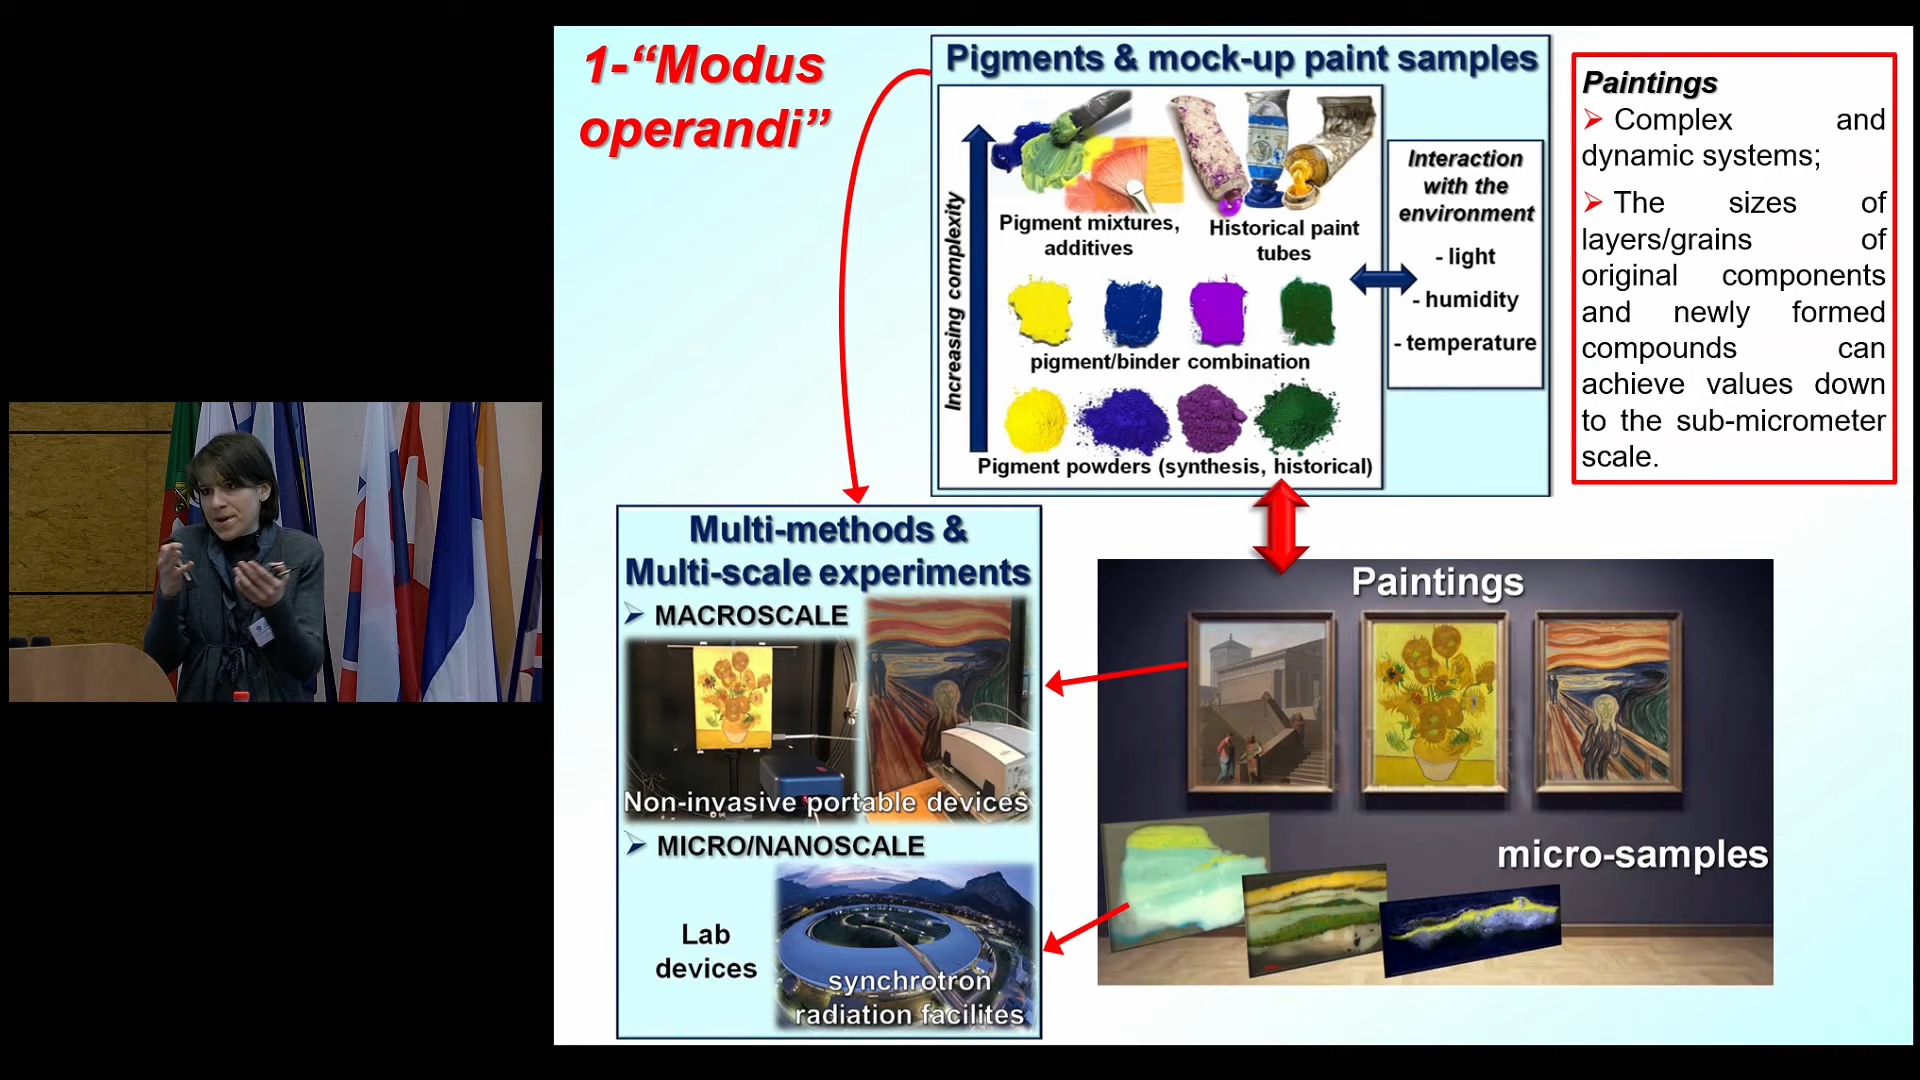 1-“Modus
operandi”
Pigments & mock-up paint samples
Increasing complexity
Pigment mixtures,
additives
Historical paint
tubes
pigment/binder combination
Pigment powders (synthesis, historical)
Interaction
with the
environment
- light
- humidity
- temperature
Paintings
Complex and
dynamic systems;
The sizes of
layers/grains of
original components
and newly formed
compounds can
achieve values down
to the sub-micrometer
scale.
Multi-methods &
Multi-scale experiments
MACROSCALE
Non-invasive portable devices
MICRO/NANOSCALE
Lab
devices
synchrotron
radiation facilites
Paintings
micro-samples